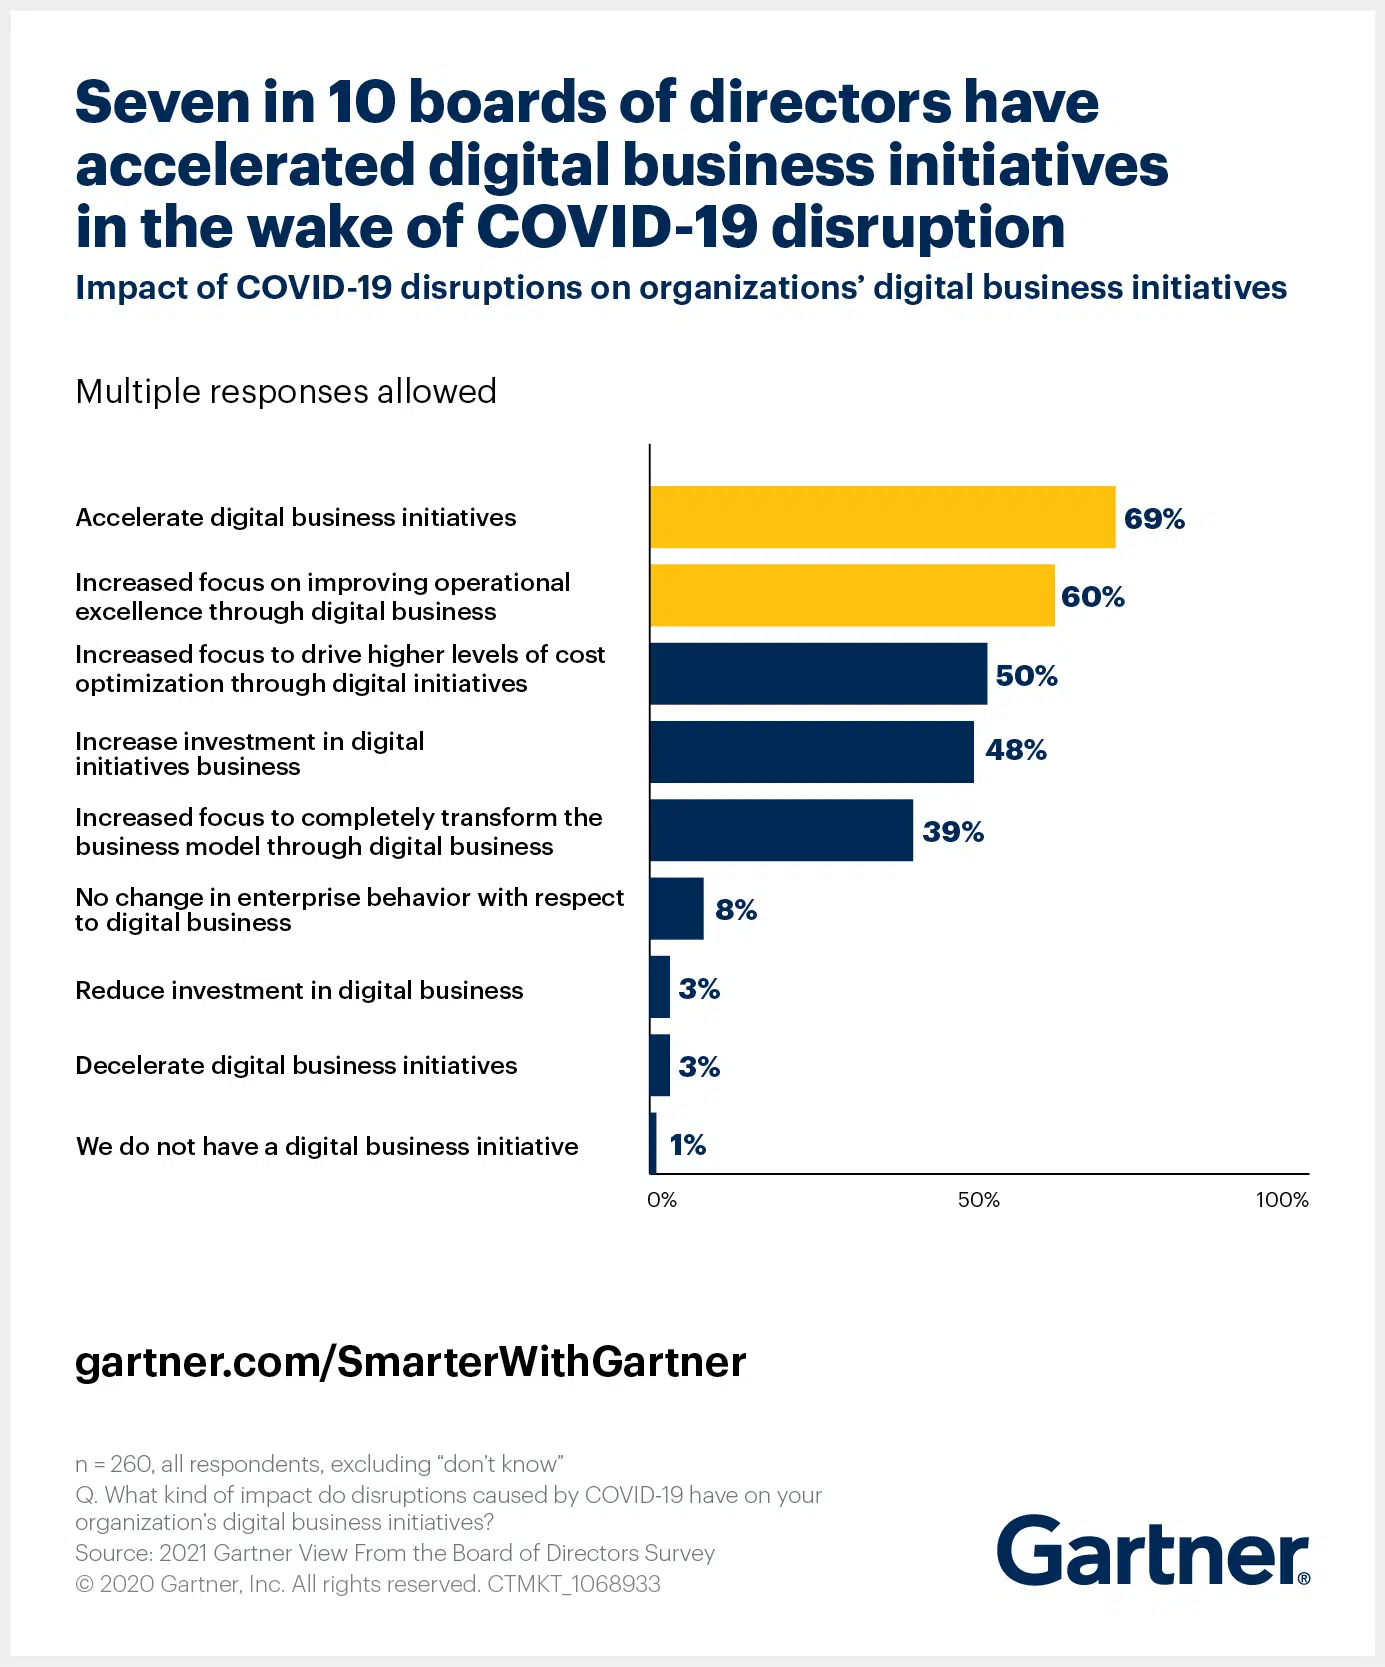 Seven in 10 boards of directors have
accelerated digital business initiatives
in the wake of COVID-19 disruption
Impact of COVID-19 disruptions on organizations’ digital business initiatives
Multiple responses allowed
Accelerate digital business initiatives
69%
Increased focus on improving operational
excellence through digital business
60%
Increased focus to drive higher levels of cost
optimization through digital initiatives
50%
Increase investment in digital
initiatives business
48%
Increased focus to completely transform the
business model through digital business
39%
No change in enterprise behavior with respect
to digital business
8%
Reduce investment in digital business
3%
Decelerate digital business initiatives
3%
We do not have a digital business initiative
1%
0% 50% 100%
gartner.com/SmarterWithGartner
n = 260, all respondents, excluding “don’t know”
Q. What kind of impact do disruptions caused by COVID-19 have on your
organization’s digital business initiatives?
Source: 2021 Gartner View From the Board of Directors Survey
© 2020 Gartner, Inc. All rights reserved. CTMKT_1068933
Gartner®